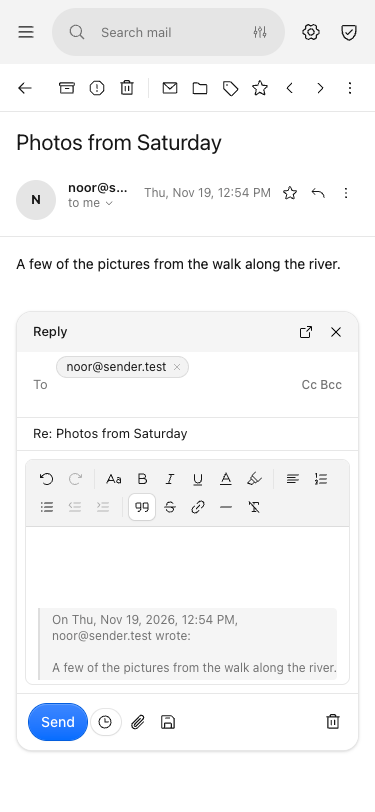 Search mail
Photos from Saturday
N
noor@s...
to me
Thu, Nov 19, 12:54 PM
A few of the pictures from the walk along the river.
Reply
To
noor@sender.test
Cc Bcc
Re: Photos from Saturday
Aa B I U A
On Thu, Nov 19, 2026, 12:54 PM,
noor@sender.test wrote:
A few of the pictures from the walk along the river.
Send